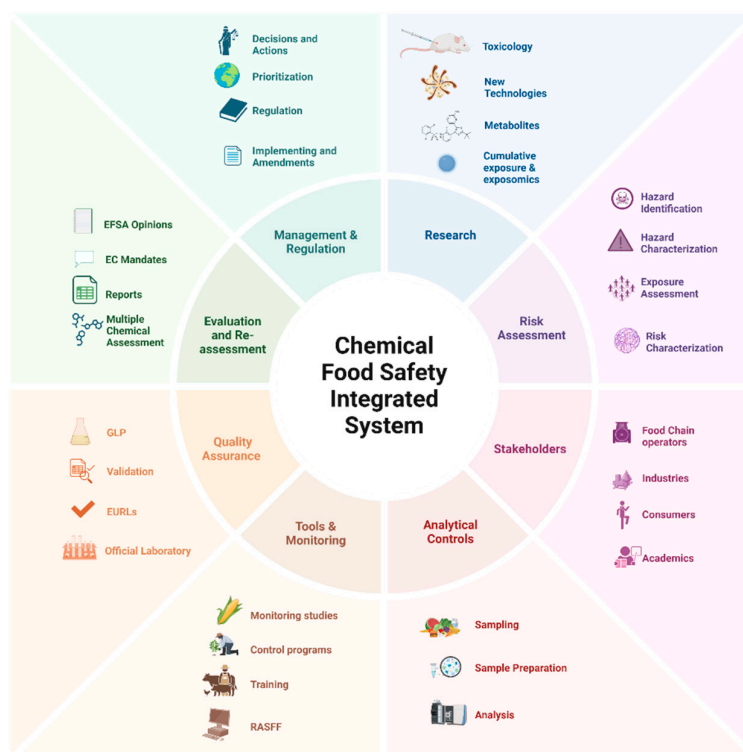 Decisions and
Actions
Prioritization
Regulation
Implementing and
Amendments
Toxicology
New
Technologies
Metabolites
Cumulative
exposure &
exposomics
Management &
Regulation
Research
EFSA Opinions
EC Mandates
Reports
Multiple
Chemical
Assessment
Evaluation
and Re-
assessment
Risk
Assessment
Hazard
Identification
Hazard
Characterization
Exposure
Assessment
Risk
Characterization
Chemical
Food Safety
Integrated
System
GLP
Validation
EURLs
Official Laboratory
Quality
Assurance
Stakeholders
Food Chain
operators
Industries
Consumers
Academics
Tools &
Monitoring
Analytical
Controls
Monitoring studies
Control programs
Training
RASFF
Sampling
Sample Preparation
Analysis